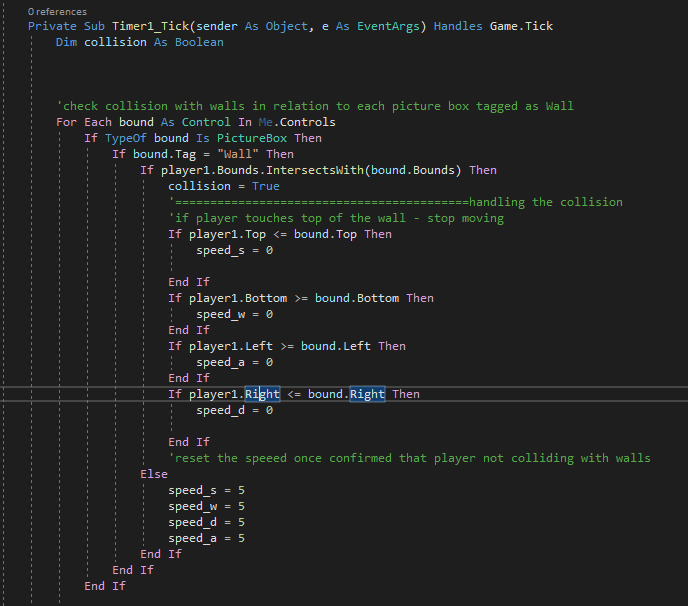 0 references
Private Sub Timer1_Tick(sender As Object, e As EventArgs) Handles Game.Tick
Dim collision As Boolean
'check collision with walls in relation to each picture box tagged as Wall
For Each bound As Control In Me.Controls
If TypeOf bound Is PictureBox Then
If bound.Tag = "Wall" Then
If player1.Bounds.IntersectsWith(bound.Bounds) Then
collision = True
'==========================================handling the collision
'if player touches top of the wall - stop moving
If player1.Top <= bound.Top Then
speed_s = 0
End If
If player1.Bottom >= bound.Bottom Then
speed_w = 0
End If
If player1.Left >= bound.Left Then
speed_a = 0
End If
If player1.Right <= bound.Right Then
speed_d = 0
End If
'reset the speeed once confirmed that player not colliding with walls
Else
speed_s = 5
speed_w = 5
speed_d = 5
speed_a = 5
End If
End If
End If